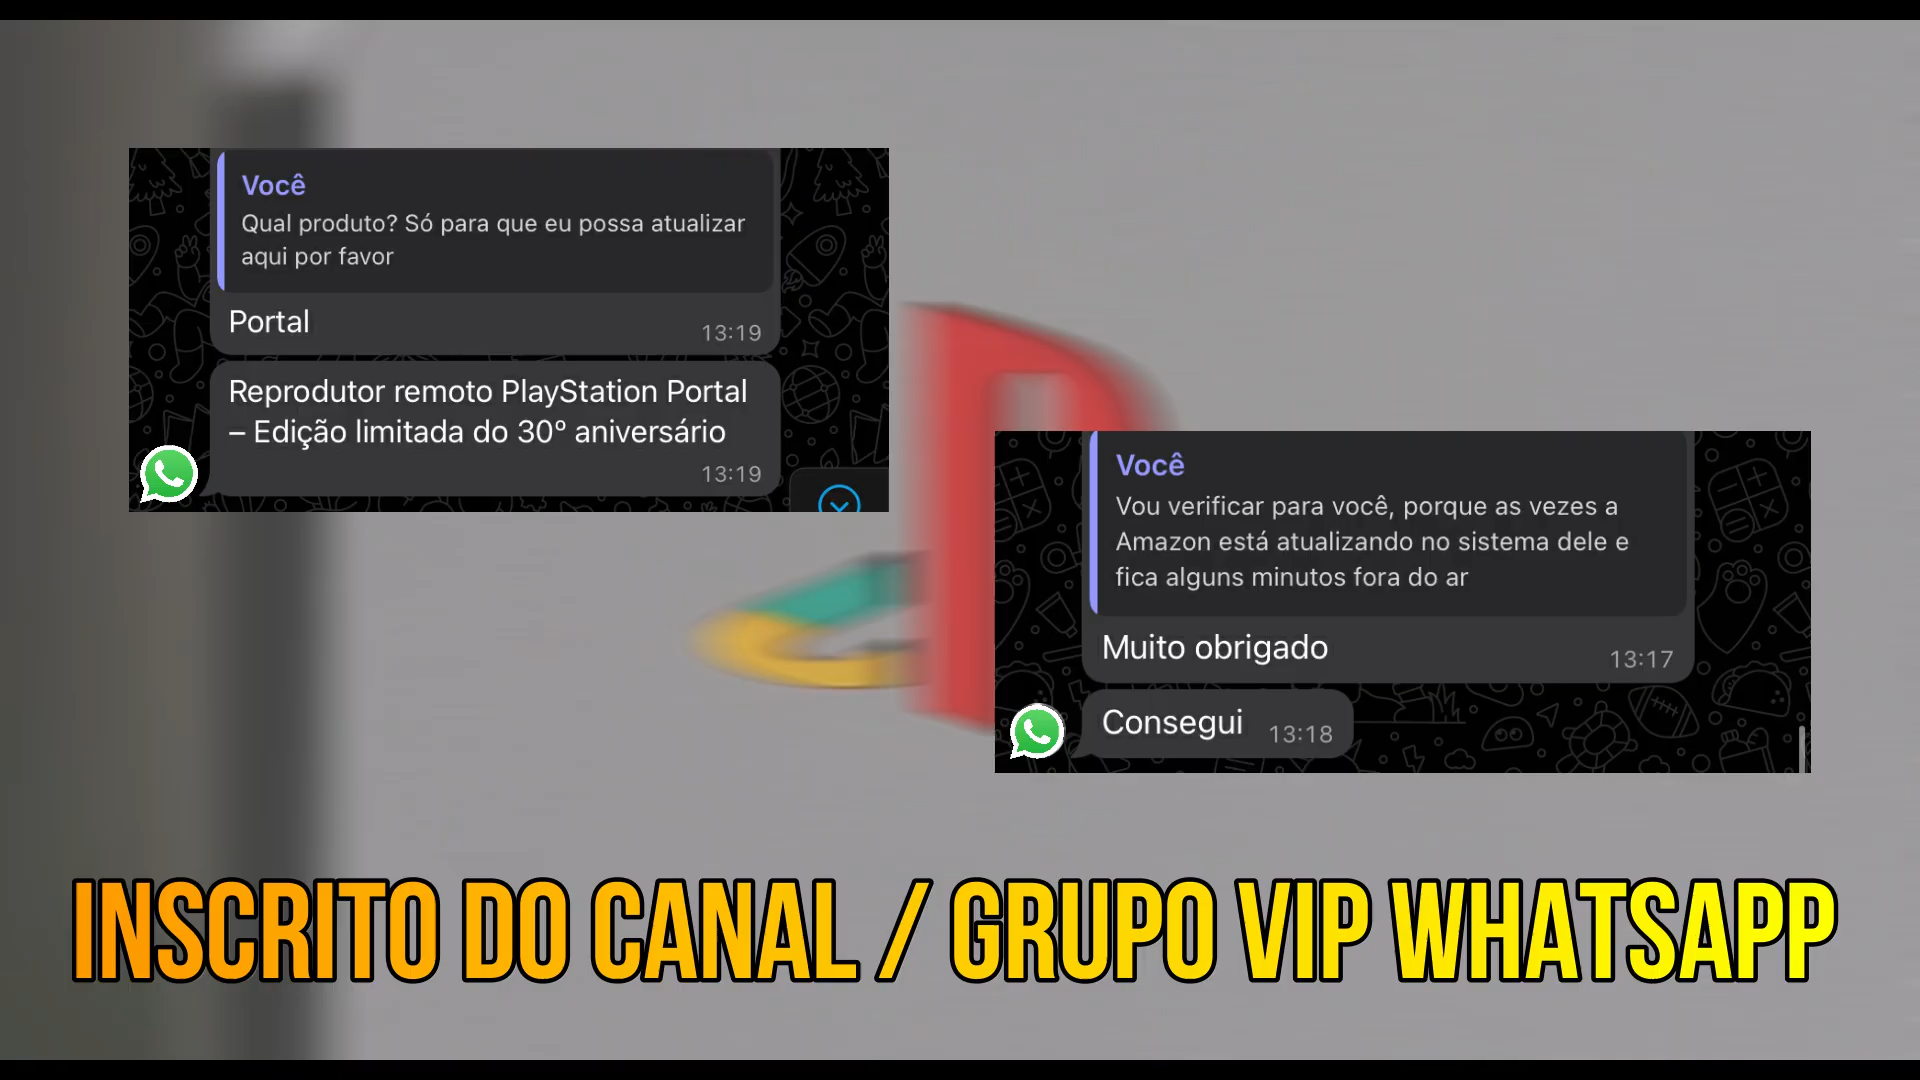 Você
Qual produto? Só para que eu possa atualizar
aqui por favor
Portal
13:19
Reprodutor remoto PlayStation Portal
– Edição limitada do 30º aniversário
13:19
Você
Vou verificar para você, porque as vezes a
Amazon está atualizando no sistema dele e
fica alguns minutos fora do ar
Muito obrigado
13:17
Consegui 13:18
INSCRITO DO CANAL / GRUPO VIP WHATSAPP